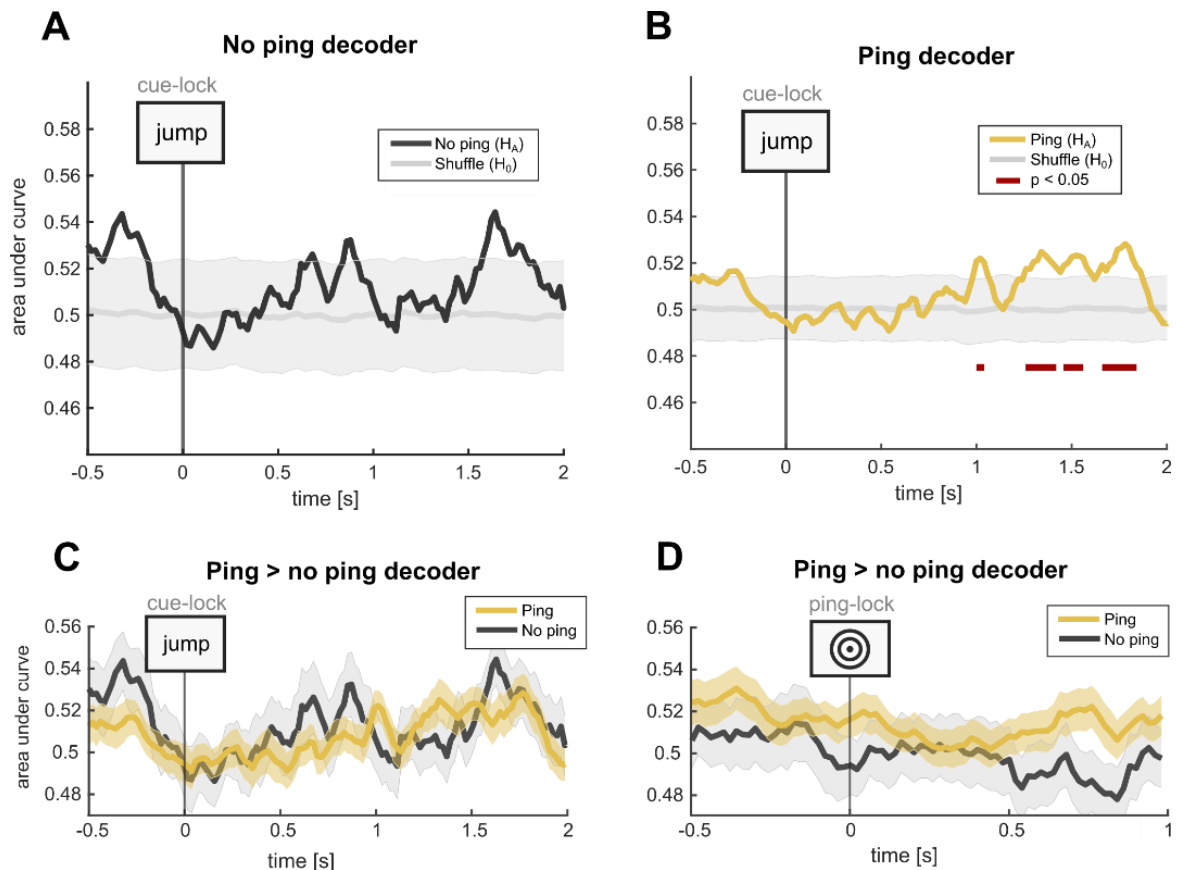 A
No ping decoder
cue-lock
jump
No ping (H_A)
Shuffle (H_0)
0.58
0.56
0.54
0.52
0.5
0.48
0.46
area under curve
-0.5
0
0.5
1
1.5
2
time [s]
B
Ping decoder
cue-lock
jump
Ping (H_A)
Shuffle (H_0)
p < 0.05
0.58
0.56
0.54
0.52
0.5
0.48
0.46
-0.5
0
0.5
1
1.5
2
time [s]
C
Ping > no ping decoder
cue-lock
jump
Ping
No ping
0.56
0.54
0.52
0.5
0.48
area under curve
-0.5
0
0.5
1
1.5
2
time [s]
D
Ping > no ping decoder
ping-lock
Ping
No ping
0.56
0.54
0.52
0.5
0.48
-0.5
0
0.5
1
time [s]